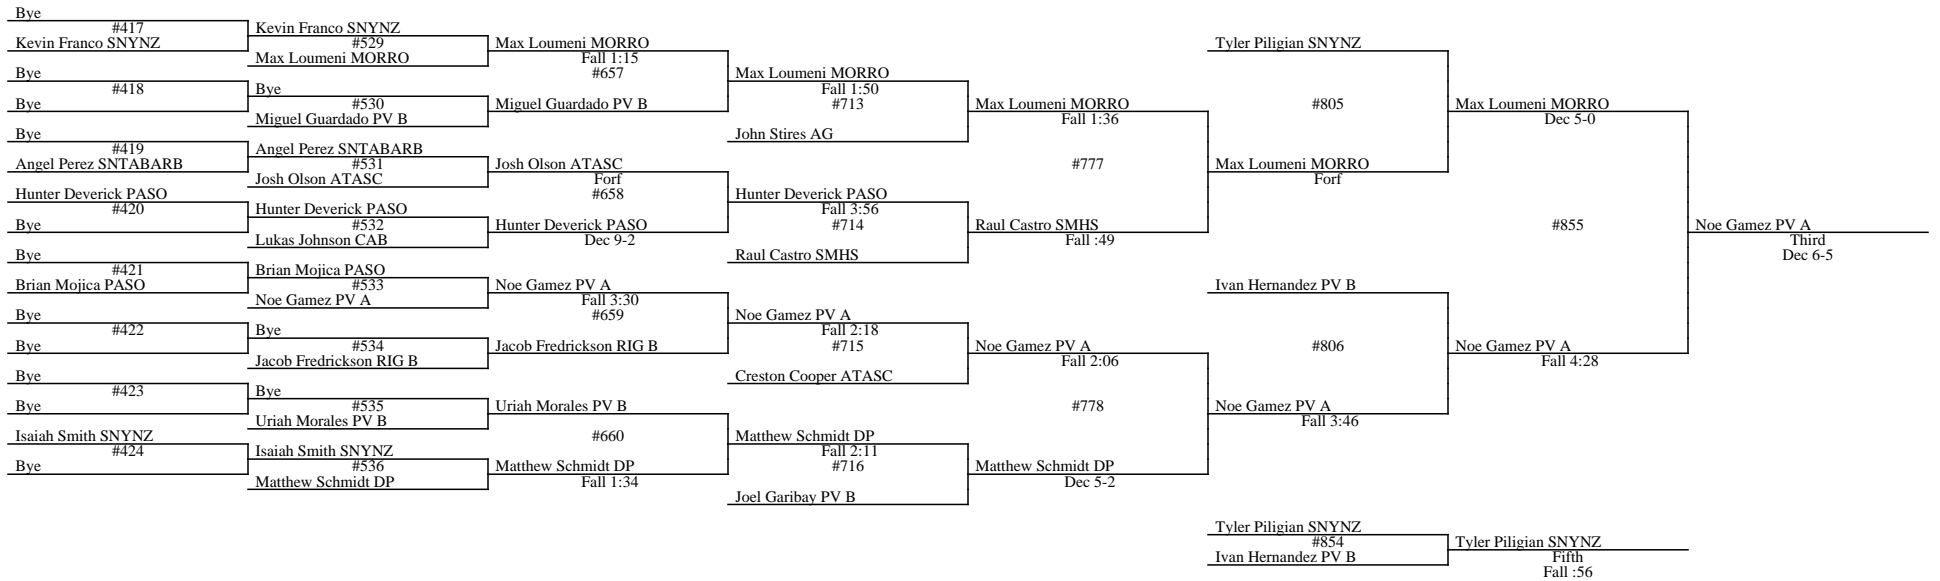 Bye
#417
Kevin Franco SNYNZ
Bye
#418
Bye
Bye
#419
Angel Perez SNTABARB
Hunter Deverick PASO
#420
Bye
Bye
#421
Brian Mojica PASO
Bye
#422
Bye
Bye
#423
Bye
Isaiah Smith SNYNZ
#424
Bye
Kevin Franco SNYNZ
#529
Max Loumeni MORRO
Bye
#530
Miguel Guardado PV B
Angel Perez SNTABARB
#531
Josh Olson ATASC
Hunter Deverick PASO
#532
Lukas Johnson CAB
Brian Mojica PASO
#533
Noe Gamez PV A
Bye
#534
Jacob Fredrickson RIG B
Bye
#535
Uriah Morales PV B
Isaiah Smith SNYNZ
#536
Matthew Schmidt DP
Max Loumeni MORRO
Fall 1:15
#657
Miguel Guardado PV B
Josh Olson ATASC
Forf
#658
Hunter Deverick PASO
Dec 9-2
Noe Gamez PV A
Fall 3:30
#659
Jacob Fredrickson RIG B
Uriah Morales PV B
#660
Matthew Schmidt DP
Fall 1:34
Max Loumeni MORRO
Fall 1:50
#713
John Stires AG
Hunter Deverick PASO
Fall 3:56
#714
Raul Castro SMHS
Noe Gamez PV A
Fall 2:18
#715
Creston Cooper ATASC
Matthew Schmidt DP
Fall 2:11
#716
Joel Garibay PV B
Max Loumeni MORRO
Fall 1:36
#777
Raul Castro SMHS
Fall :49
Noe Gamez PV A
Fall 2:06
#778
Matthew Schmidt DP
Dec 5-2
Tyler Piligian SNYNZ
#805
Max Loumeni MORRO
Forf
Ivan Hernandez PV B
#806
Noe Gamez PV A
Fall 3:46
Max Loumeni MORRO
Dec 5-0
#855
Noe Gamez PV A
Fall 4:28
Noe Gamez PV A
Third
Dec 6-5
Tyler Piligian SNYNZ
#854
Ivan Hernandez PV B
Tyler Piligian SNYNZ
Fifth
Fall :56